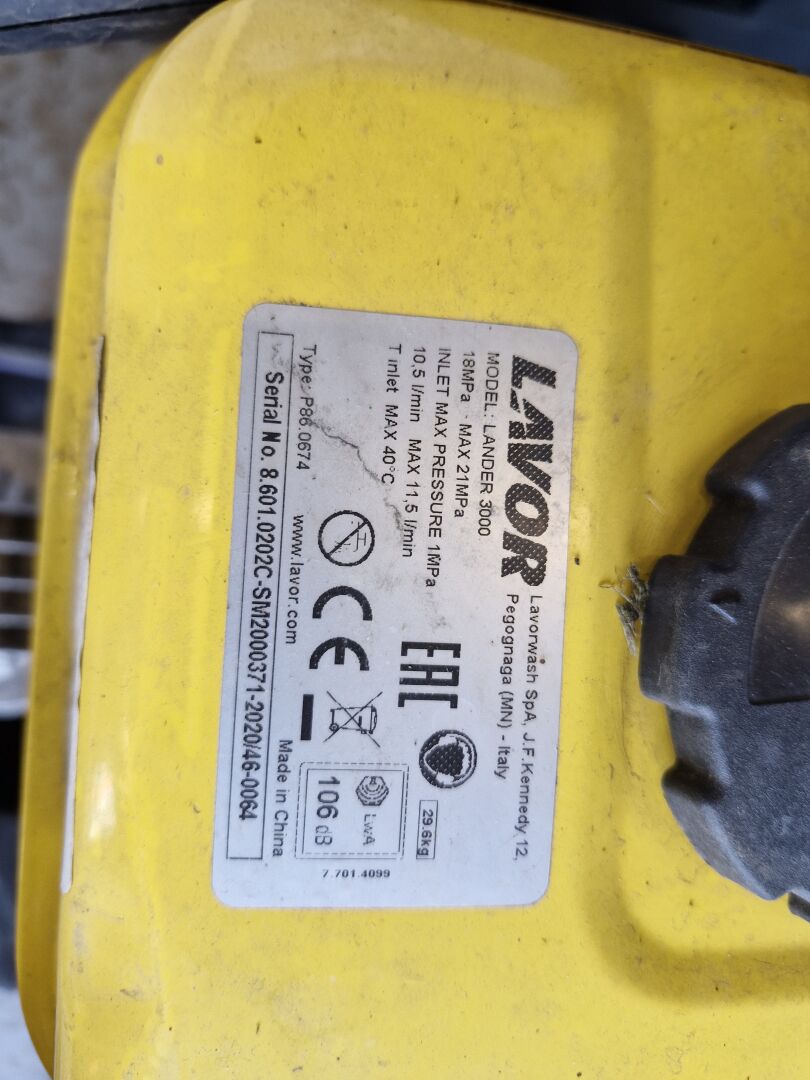 LAVOR
Lavorwash SpA, J.F.Kennedy, 12,
Pegognaga (MN) - Italy
MODEL: LANDER 3000
18MPa MAX 21MPa
INLET MAX PRESSURE 1MPa
10,5 l/min MAX 11,5 l/min
T inlet MAX 40°C
EAC
29,6kg
CE
LWA
106 dB
7.701.4099
Type: P86.0674
www.lavor.com
Made in China
Serial No. 8.601.0202C-SM2000371-2020/46-0064